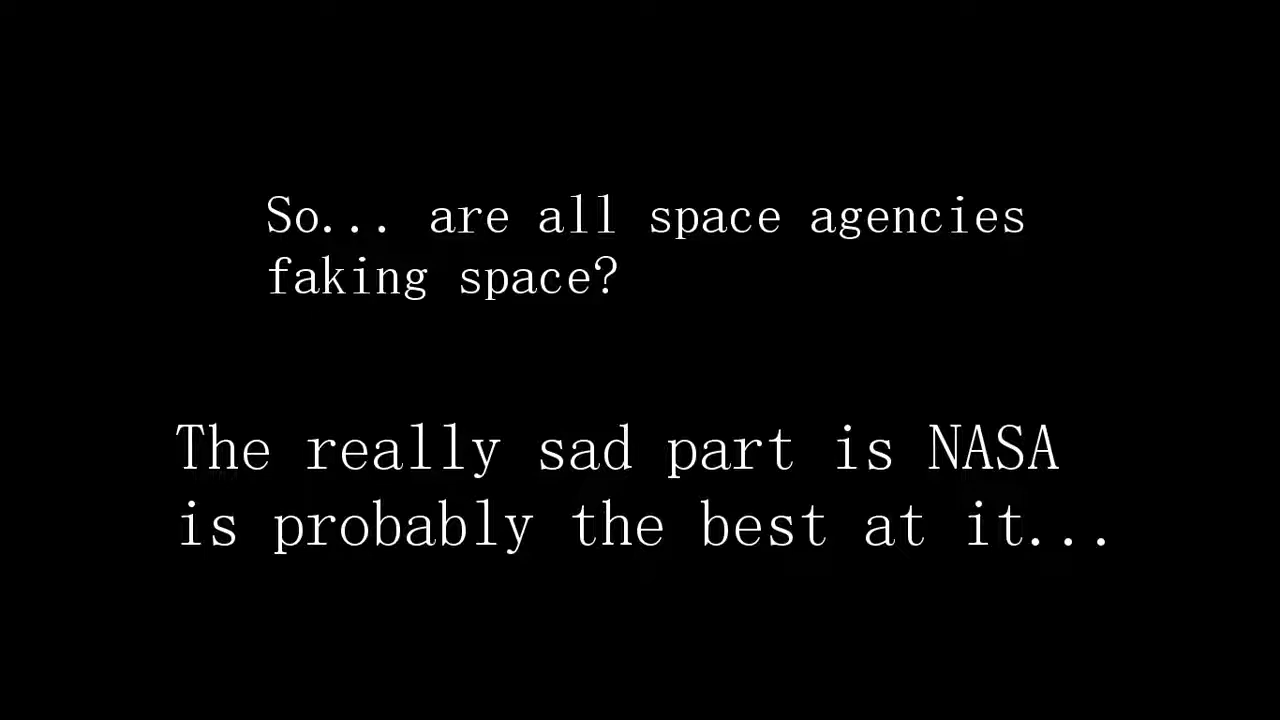 So... are all space agencies
faking space?
The really sad part is NASA
is probably the best at it...